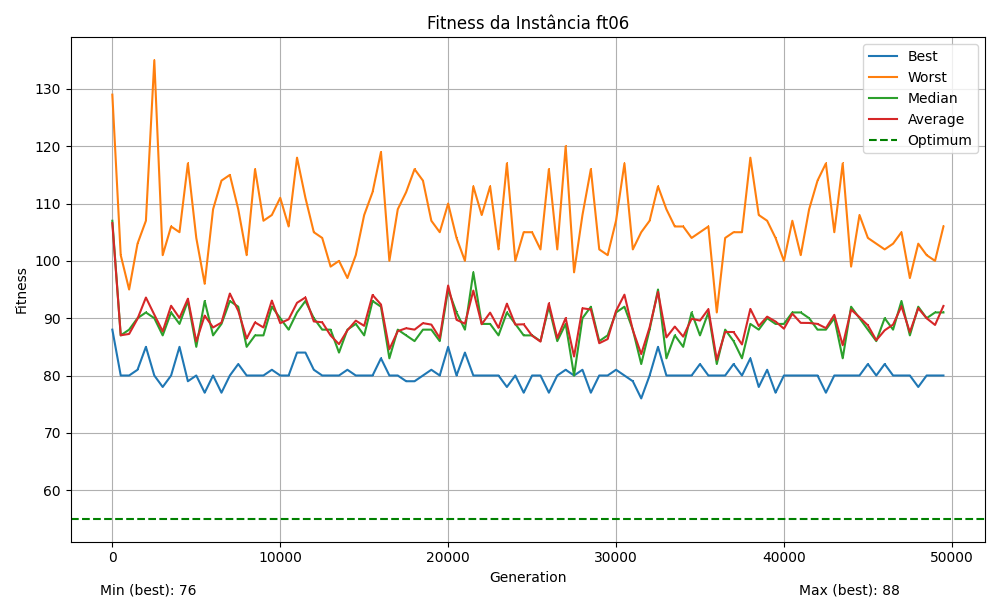 Fitness da Instância ft06
Best
Worst
Median
Average
Optimum
Fitness
130
120
110
100
90
80
70
60
0
10000
20000
30000
40000
50000
Generation
Min (best): 76
Max (best): 88